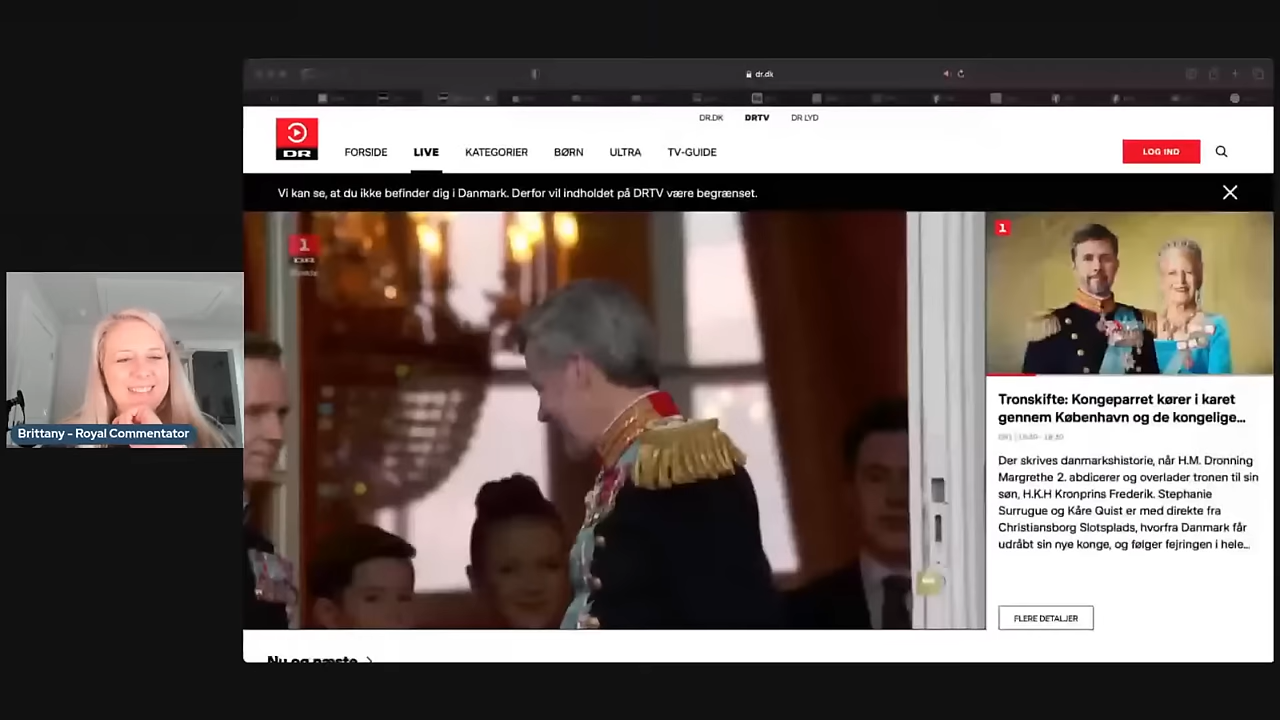 dr.dk
DR.DK DRTV DR LYD
DR
FORSIDE LIVE KATEGORIER BØRN ULTRA TV-GUIDE
LOG IND
Vi kan se, at du ikke befinder dig i Danmark. Derfor vil indholdet på DRTV være begrænset.
1
DR
1
Tronskifte: Kongeparret kører i karet
gennem København og de kongelige...
Der skrives danmarkshistorie, når H.M. Dronning
Margrethe 2. abdicerer og overlader tronen til sin
søn, H.K.H Kronprins Frederik. Stephanie
Surrugue og Kåre Quist er med direkte fra
Christiansborg Slotsplads, hvorfra Danmark får
udråbt sin nye konge, og følger fejringen i hele...
FLERE DETALJER
Brittany - Royal Commentator
Nu og næste